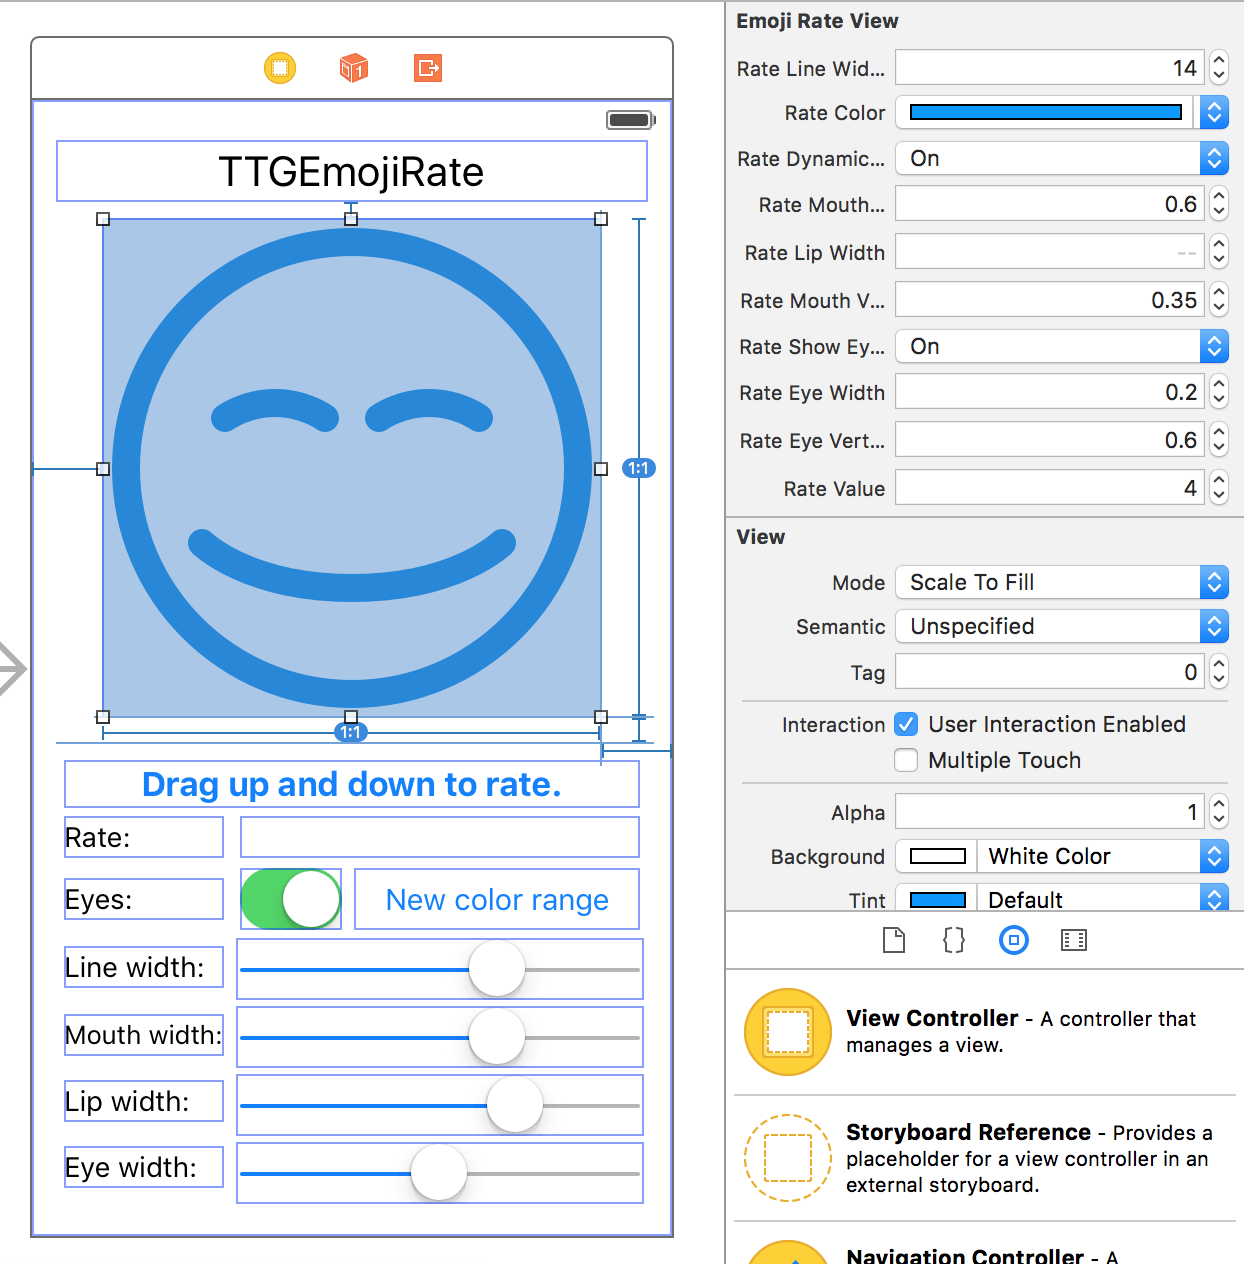 TTGEmojiRate
1:1
1:1
Drag up and down to rate.
Rate:
Eyes:
New color range
Line width:
Mouth width:
Lip width:
Eye width:
Emoji Rate View
Rate Line Wid... 14
Rate Color
Rate Dynamic... On
Rate Mouth... 0.6
Rate Lip Width --
Rate Mouth V... 0.35
Rate Show Ey... On
Rate Eye Width 0.2
Rate Eye Vert... 0.6
Rate Value 4
View
Mode Scale To Fill
Semantic Unspecified
Tag 0
Interaction User Interaction Enabled
Multiple Touch
Alpha 1
Background White Color
Tint Default
{}
View Controller - A controller that
manages a view.
Storyboard Reference - Provides a
placeholder for a view controller in an
external storyboard.
Navigation Controller - A